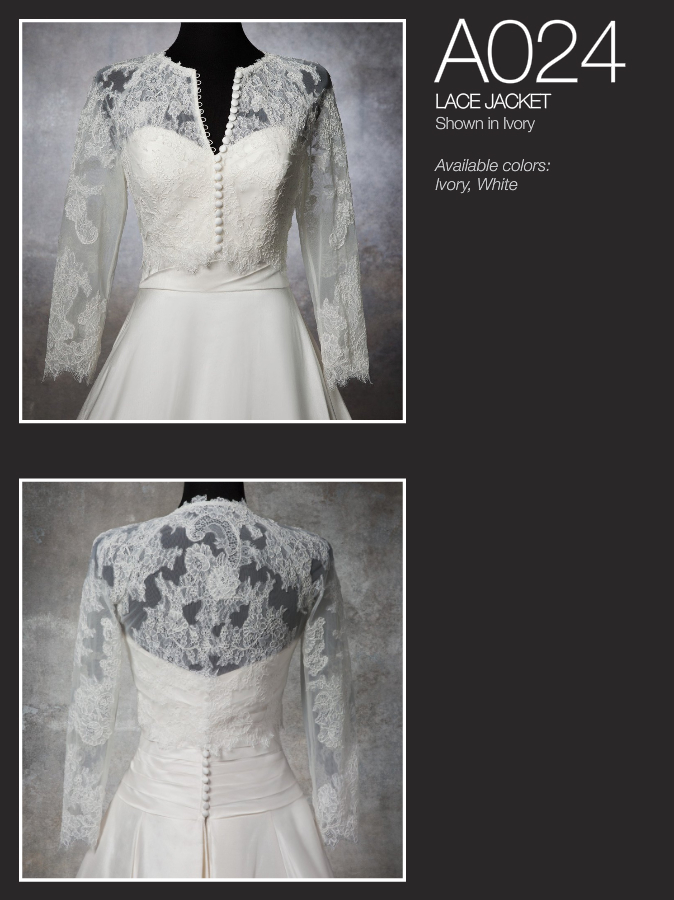 A024
LACE JACKET
Shown in Ivory
Available colors:
Ivory, White